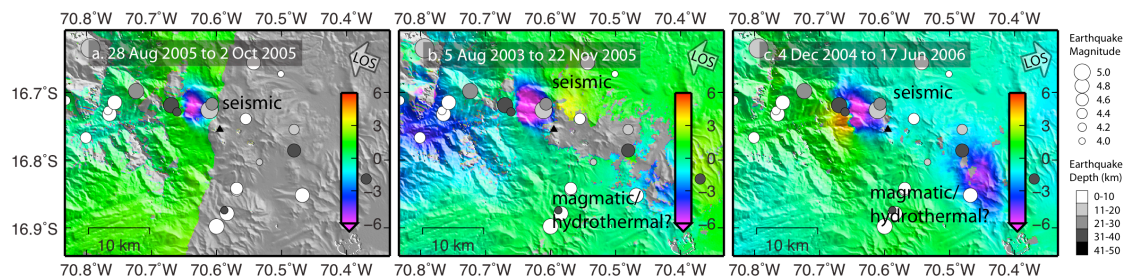 70.8°W 70.7°W 70.6°W 70.5°W 70.4°W 70.8°W 70.7°W 70.6°W 70.5°W 70.4°W 70.8°W 70.7°W 70.6°W 70.5°W 70.4°W
a. 28 Aug 2005 to 2 Oct 2005
LOS
seismic
6
3
0
−3
−6
10 km
b. 5 Aug 2003 to 22 Nov 2005
LOS
seismic
magmatic/
hydrothermal?
6
3
0
−3
−6
10 km
c. 4 Dec 2004 to 17 Jun 2006
LOS
seismic
magmatic/
hydrothermal?
6
3
0
−3
−6
10 km
16.7°S
16.8°S
16.9°S
70.8°W 70.7°W 70.6°W 70.5°W 70.4°W 70.8°W 70.7°W 70.6°W 70.5°W 70.4°W 70.8°W 70.7°W 70.6°W 70.5°W 70.4°W
Earthquake
Magnitude
5.0
4.8
4.6
4.4
4.2
4.0
Earthquake
Depth (km)
0-10
11-20
21-30
31-40
41-50